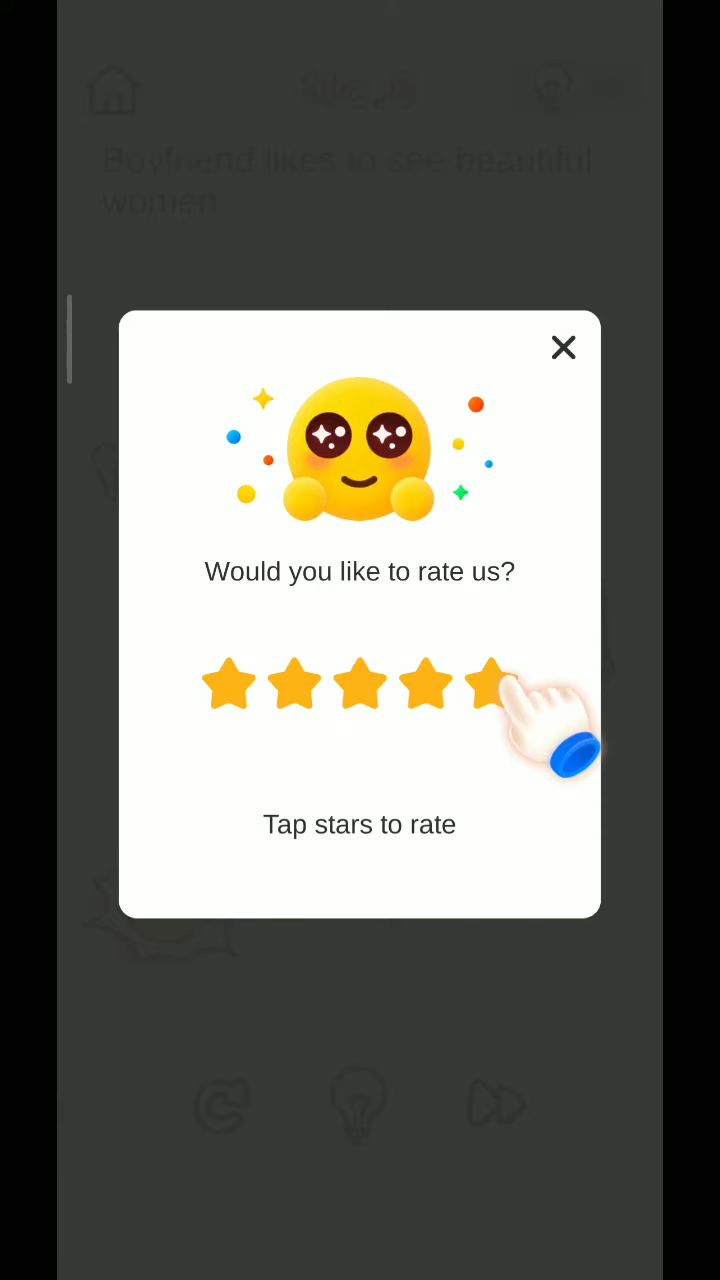 Boyfriend likes to see beautiful
women
Would you like to rate us?
Tap stars to rate